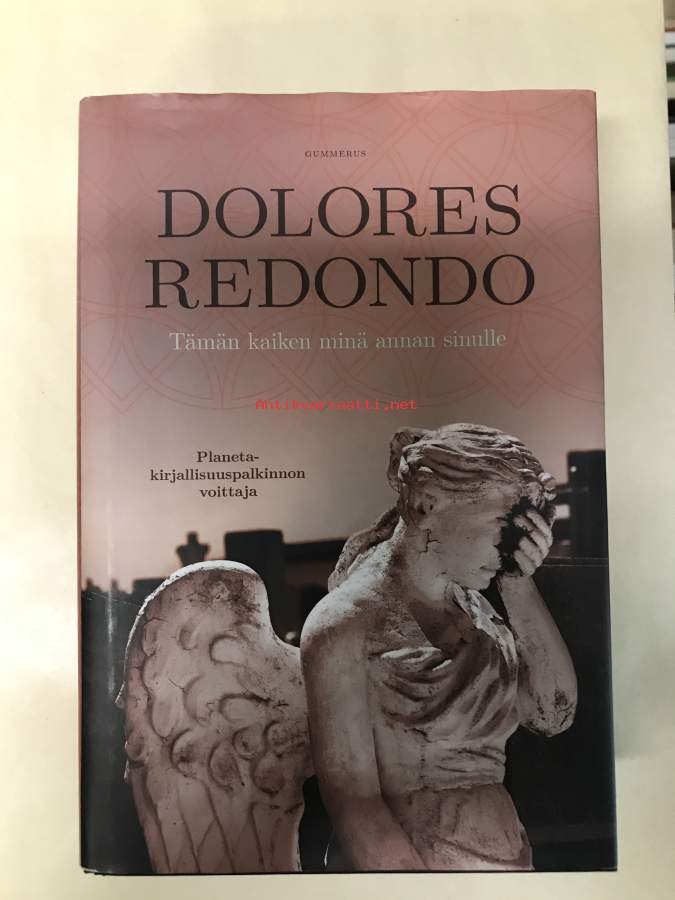 GUMMERUS
DOLORES
REDONDO
Tämän kaiken minä annan sinulle
Antikvariaatti.net
Planeta-
kirjallisuuspalkinnon
voittaja